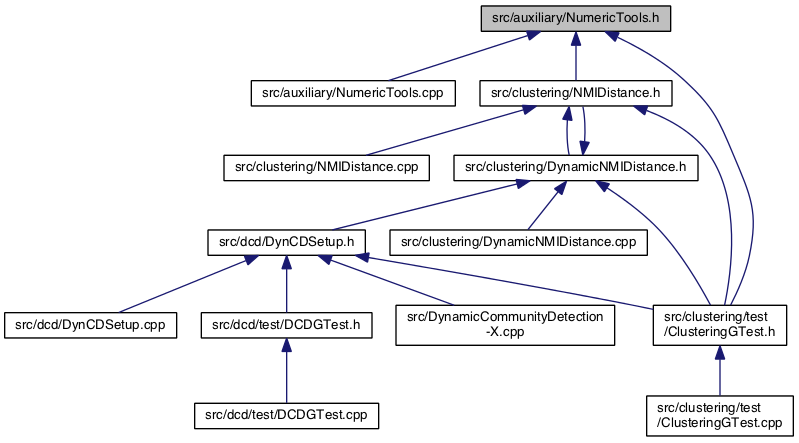 src/auxiliary/NumericTools.h
src/auxiliary/NumericTools.cpp
src/clustering/NMIDistance.h
src/clustering/NMIDistance.cpp
src/clustering/DynamicNMIDistance.h
src/dcd/DynCDSetup.h
src/clustering/DynamicNMIDistance.cpp
src/dcd/DynCDSetup.cpp
src/dcd/test/DCDGTest.h
src/DynamicCommunityDetection
-X.cpp
src/clustering/test
/ClusteringGTest.h
src/dcd/test/DCDGTest.cpp
src/clustering/test
/ClusteringGTest.cpp